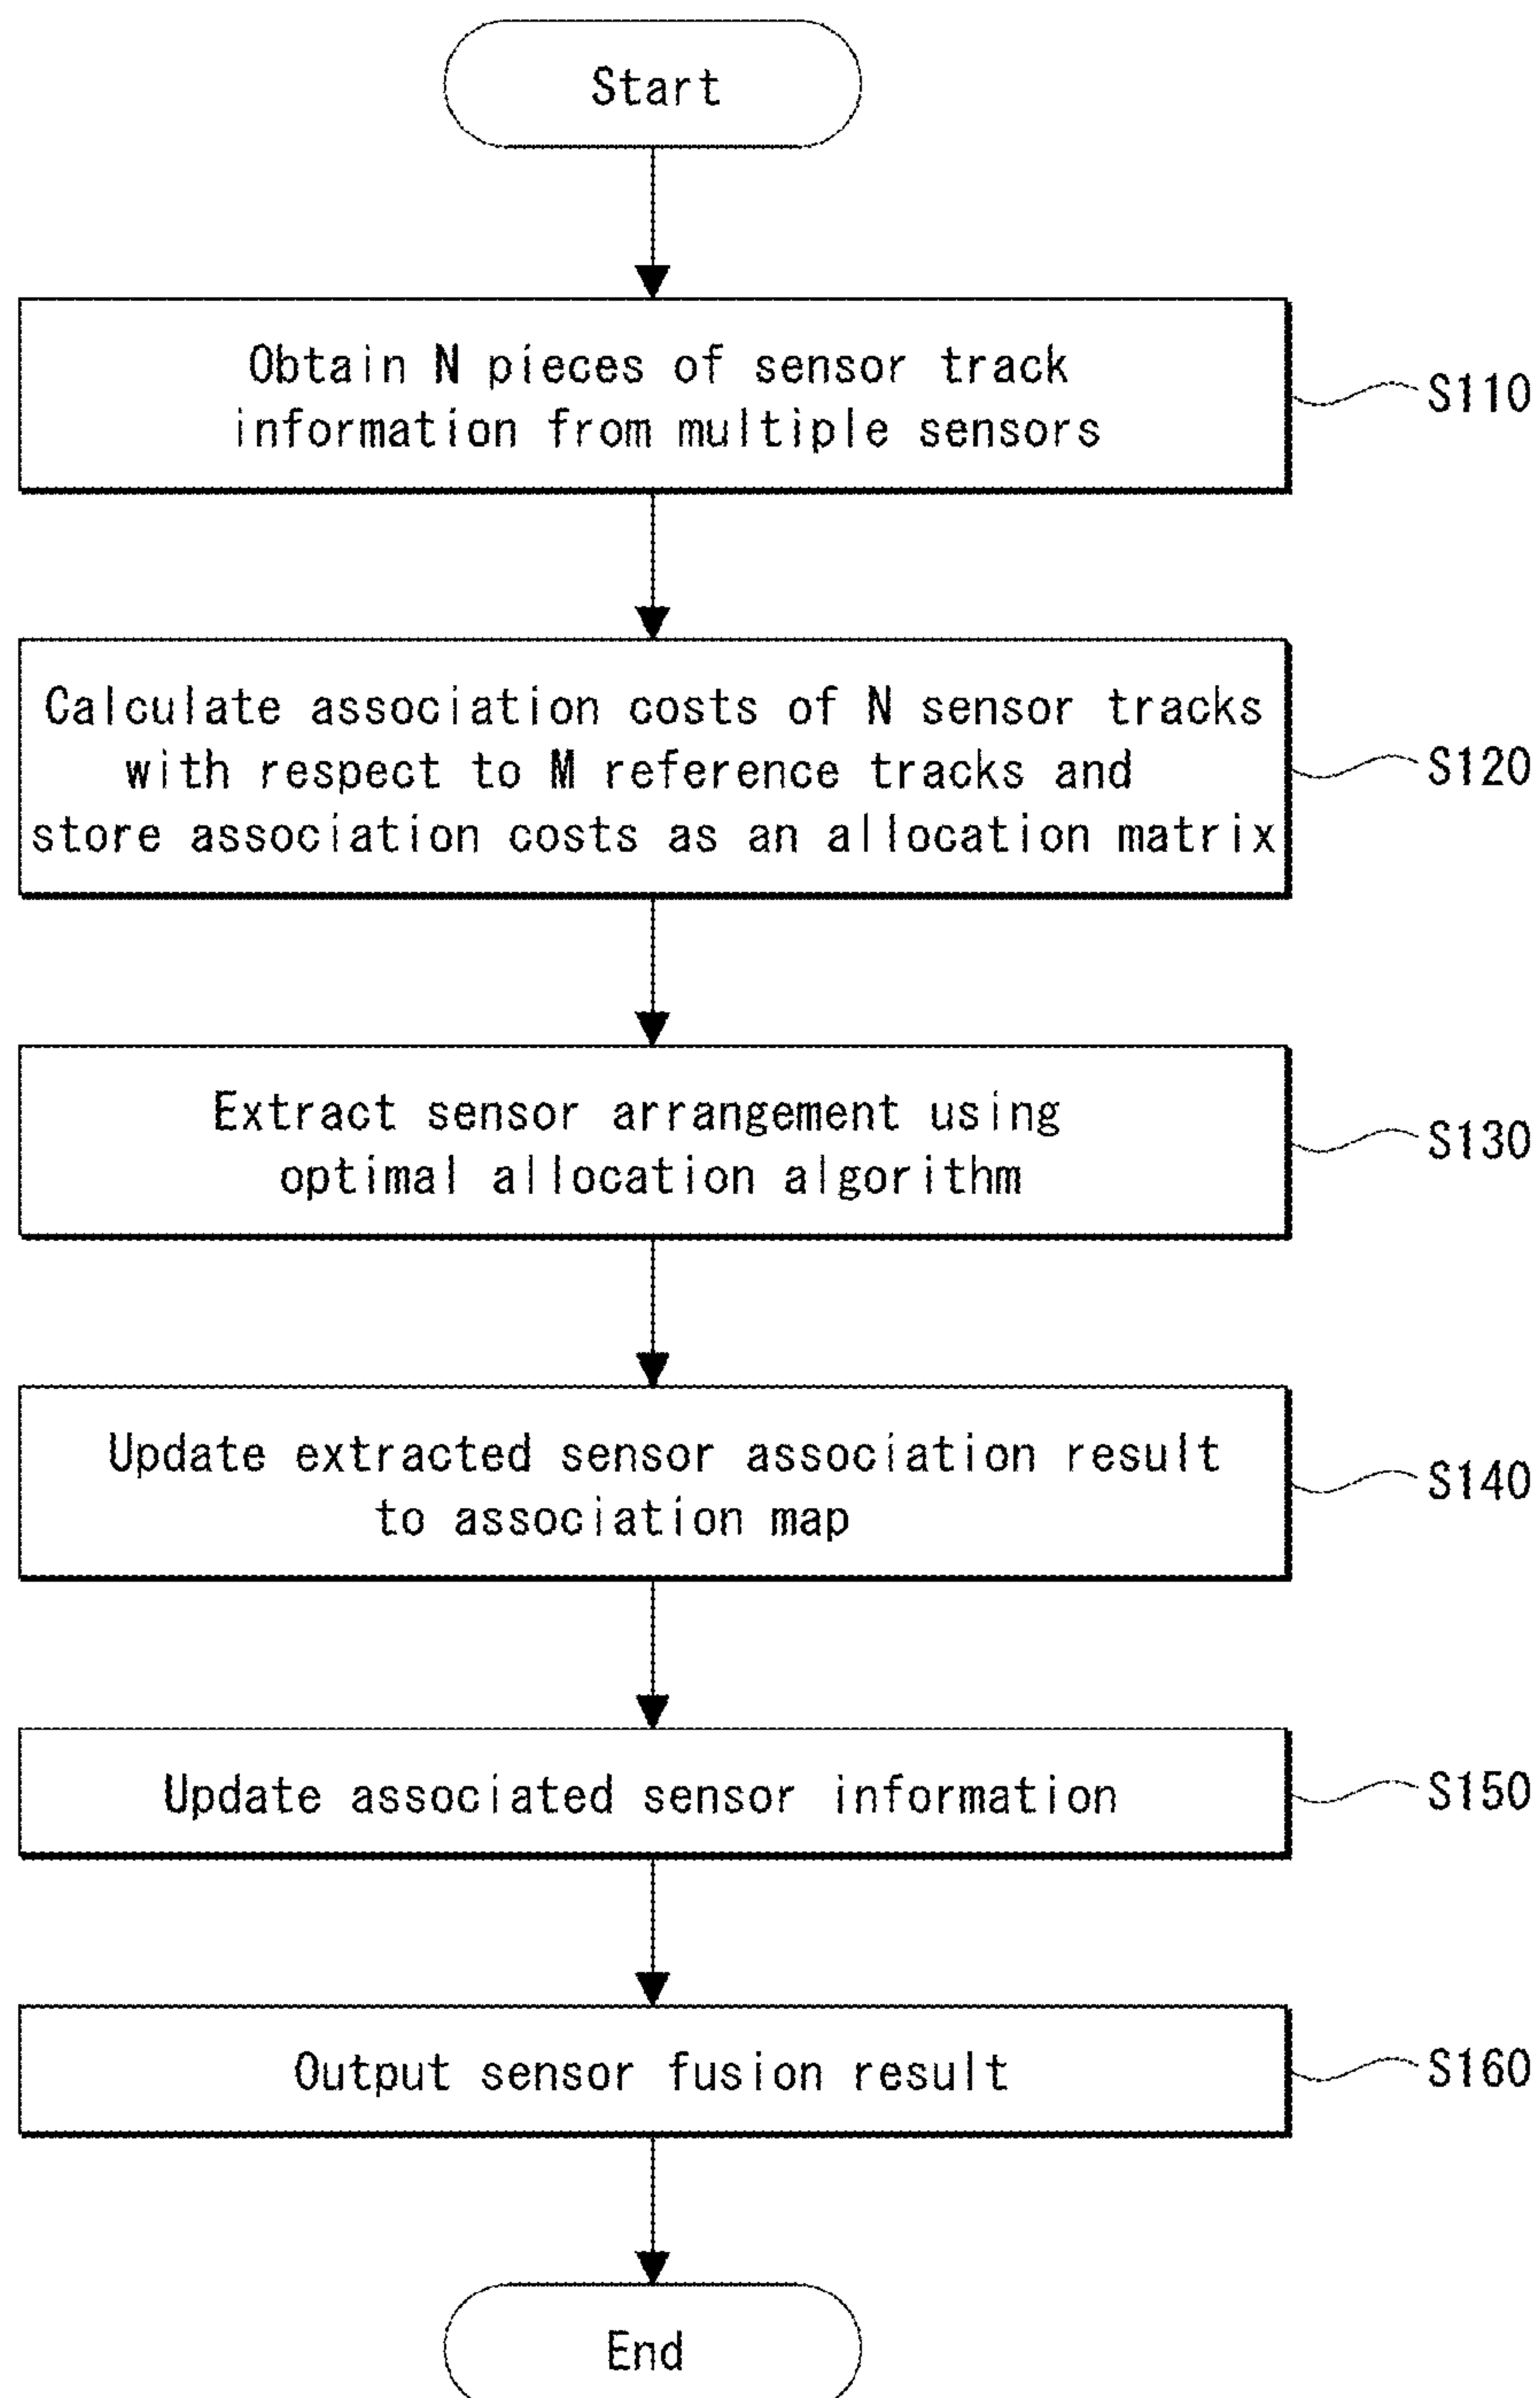 Start
Obtain N pieces of sensor track
information from multiple sensors
S110
Calculate association costs of N sensor tracks
with respect to M reference tracks and
store association costs as an allocation matrix
S120
Extract sensor arrangement using
optimal allocation algorithm
S130
Update extracted sensor association result
to association map
S140
Update associated sensor information
S150
Output sensor fusion result
S160
End